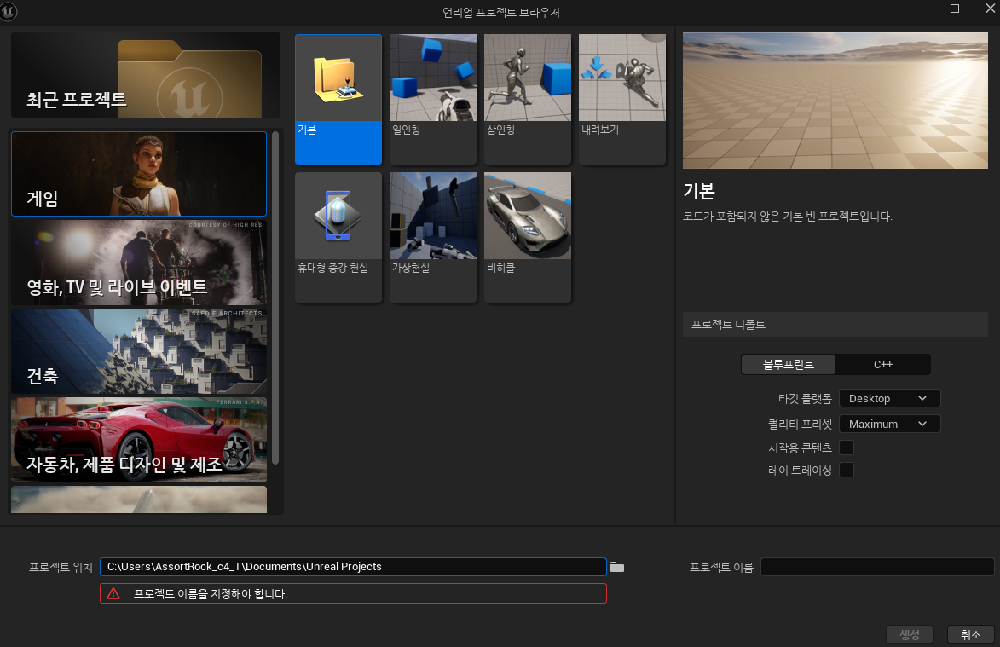 언리얼 프로젝트 브라우저
최근 프로젝트
게임
COURTESY OF HIGH RES
영화, TV 및 라이브 이벤트
SAFDIE ARCHITECTS
건축
FERRARI S.P.A
자동차, 제품 디자인 및 제조
기본
일인칭
삼인칭
내려보기
휴대형 증강 현실
가상현실
비히클
기본
코드가 포함되지 않은 기본 빈 프로젝트입니다.
프로젝트 디폴트
블루프린트
C++
타깃 플랫폼
Desktop
퀄리티 프리셋
Maximum
시작용 콘텐츠
레이 트레이싱
프로젝트 위치
C:\Users\AssortRock_c4_T\Documents\Unreal Projects
프로젝트 이름
프로젝트 이름을 지정해야 합니다.
생성
취소